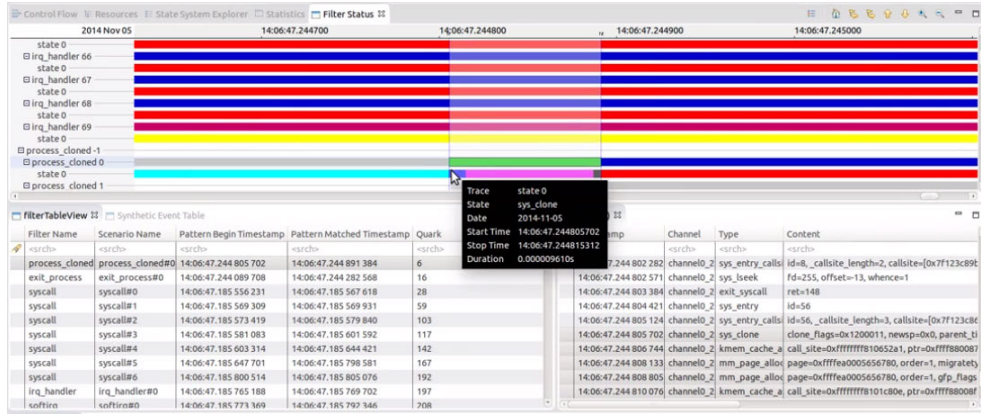 Control Flow Resources State System Explorer Statistics Filter Status
2014 Nov 05 14:06:47.244700 14:06:47.244800 14:06:47.244900 14:06:47.245000
state 0
irq_handler 66
state 0
irq_handler 67
state 0
irq_handler 68
state 0
irq_handler 69
state 0
process_cloned -1
process_cloned 0
state 0
process_cloned 1
Trace state 0
State sys_clone
Date 2014-11-05
Start Time 14:06:47.244805702
Stop Time 14:06:47.244815312
Duration 0.000009610s
filterTableView Synthetic Event Table
Filter Name Scenario Name Pattern Begin Timestamp Pattern Matched Timestamp Quark
<srch> <srch> <srch> <srch> <srch>
process_cloned process_cloned#0 14:06:47.244 805 702 14:06:47.244 891 384 6
exit_process exit_process#0 14:06:47.244 089 708 14:06:47.244 282 568 16
syscall syscall#0 14:06:47.185 556 231 14:06:47.185 567 618 28
syscall syscall#1 14:06:47.185 569 309 14:06:47.185 569 931 59
syscall syscall#2 14:06:47.185 573 419 14:06:47.185 579 840 103
syscall syscall#3 14:06:47.185 581 083 14:06:47.185 601 592 117
syscall syscall#4 14:06:47.185 603 314 14:06:47.185 644 421 142
syscall syscall#5 14:06:47.185 647 701 14:06:47.185 798 581 167
syscall syscall#6 14:06:47.185 800 514 14:06:47.185 805 076 192
irq_handler irq_handler#0 14:06:47.185 765 188 14:06:47.185 769 702 197
softirq softirq#0 14:06:47.185 773 369 14:06:47.185 792 346 208
Channel Type Content
<srch> <srch> <srch>
244 802 282 channel0_2 sys_entry_calls id=8, _callsite_length=2, callsite=[0x7f123c89b
14:06:47.244 802 571 channel0_2 sys_lseek fd=255, offset=-13, whence=1
14:06:47.244 803 384 channel0_2 exit_syscall ret=148
14:06:47.244 804 421 channel0_2 sys_entry id=56
14:06:47.244 805 124 channel0_2 sys_entry_calls id=56, _callsite_length=3, callsite=[0x7f123c86
14:06:47.244 805 702 channel0_2 sys_clone clone_flags=0x1200011, newsp=0x0, parent_ti
14:06:47.244 806 744 channel0_2 kmem_cache_a call_site=0xffffffff810652a1, ptr=0xffff880087
14:06:47.244 808 133 channel0_2 mm_page_alloc page=0xffffea0005656780, order=1, migratety
14:06:47.244 808 805 channel0_2 mm_page_alloc page=0xffffea0005656780, order=1, gfp_flags
14:06:47.244 810 076 channel0_2 kmem_cache_a call_site=0xffffffff8101c80e, ptr=0xffff88008f